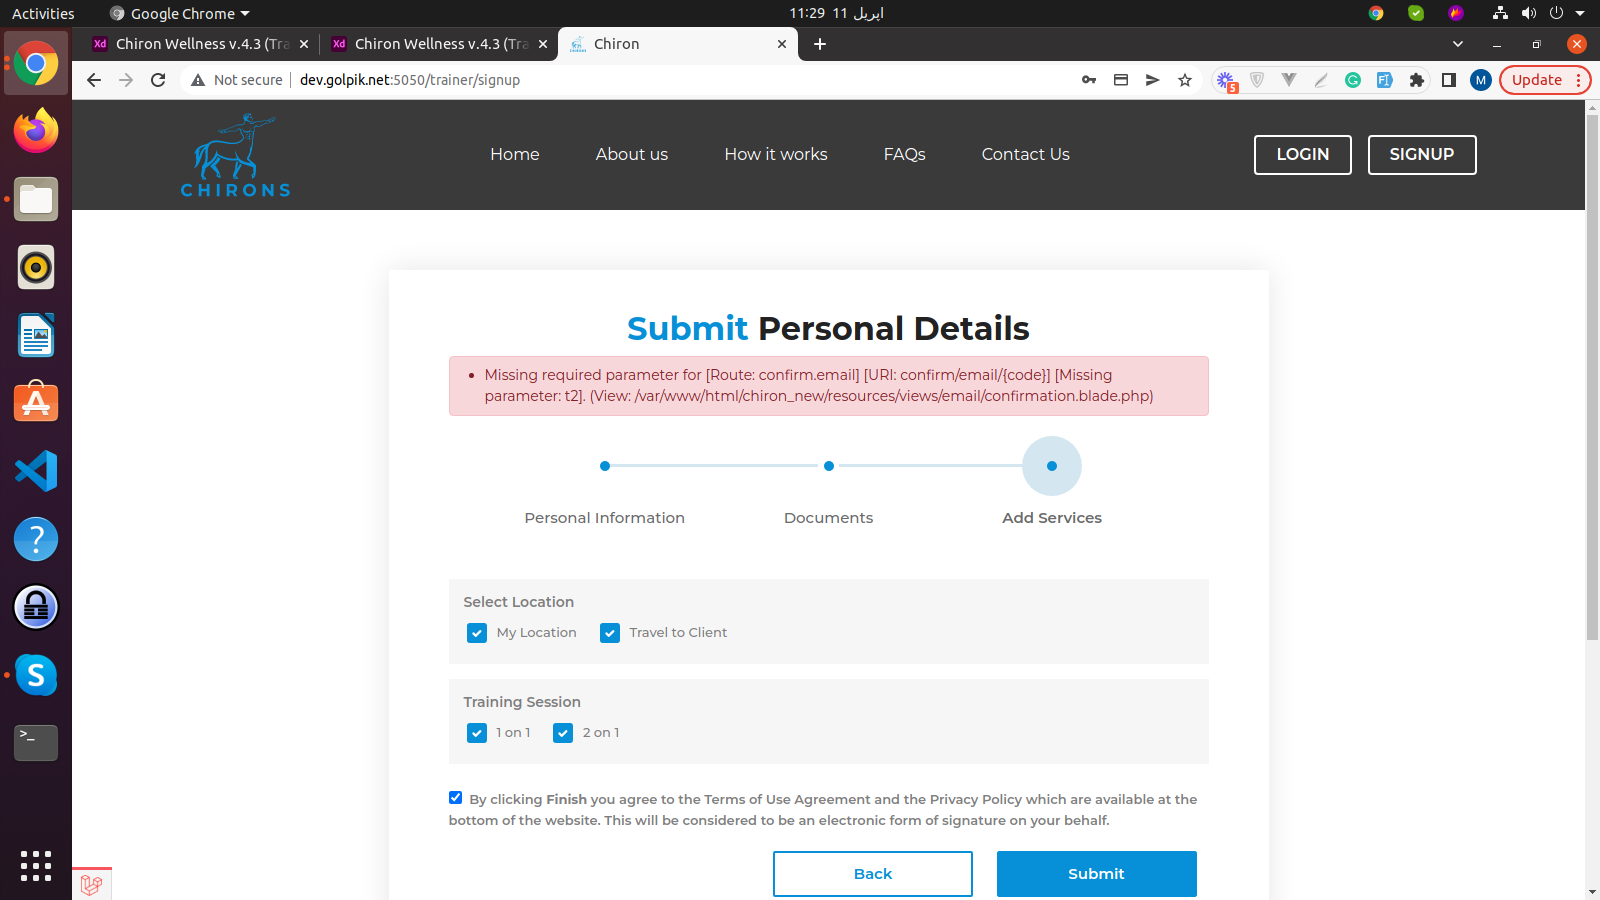 Activities
Google Chrome
11:29 11 اپریل
Chiron Wellness v.4.3 (Tra
Chiron Wellness v.4.3 (Tra
Chiron
Not secure
dev.golpik.net:5050/trainer/signup
5
M
Update
CHIRONS
Home
About us
How it works
FAQs
Contact Us
LOGIN
SIGNUP
Submit Personal Details
Missing required parameter for [Route: confirm.email] [URI: confirm/email/{code}] [Missing
parameter: t2]. (View: /var/www/html/chiron_new/resources/views/email/confirmation.blade.php)
Personal Information
Documents
Add Services
Select Location
My Location
Travel to Client
Training Session
1 on 1
2 on 1
By clicking Finish you agree to the Terms of Use Agreement and the Privacy Policy which are available at the
bottom of the website. This will be considered to be an electronic form of signature on your behalf.
Back
Submit